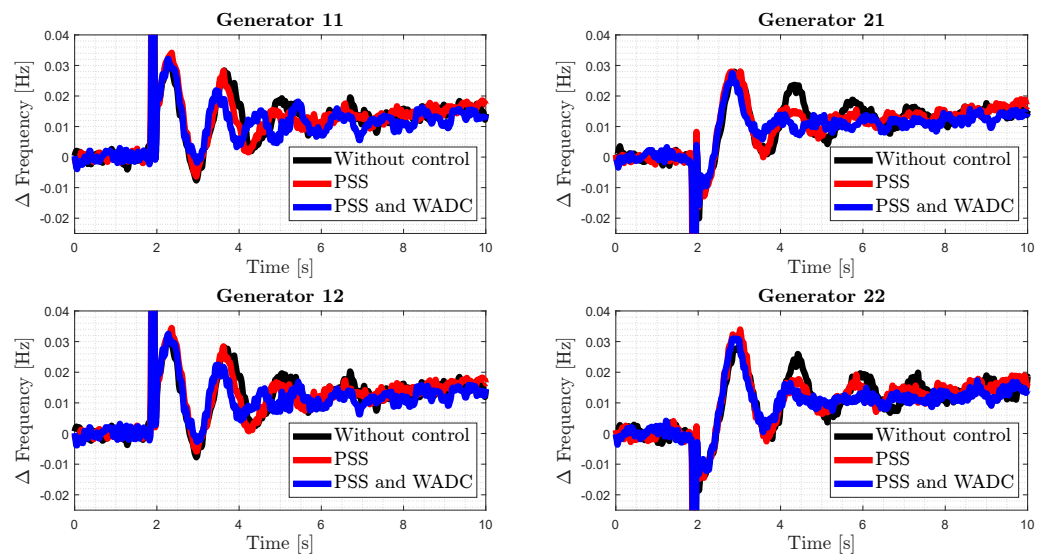 Generator 11
Δ Frequency [Hz]
0.04
0.03
0.02
0.01
0
-0.01
-0.02
Without control
PSS
PSS and WADC
0 2 4 6 8 10
Time [s]
Generator 21
Δ Frequency [Hz]
0.04
0.03
0.02
0.01
0
-0.01
-0.02
Without control
PSS
PSS and WADC
0 2 4 6 8 10
Time [s]
Generator 12
Δ Frequency [Hz]
0.04
0.03
0.02
0.01
0
-0.01
-0.02
Without control
PSS
PSS and WADC
0 2 4 6 8 10
Time [s]
Generator 22
Δ Frequency [Hz]
0.04
0.03
0.02
0.01
0
-0.01
-0.02
Without control
PSS
PSS and WADC
0 2 4 6 8 10
Time [s]